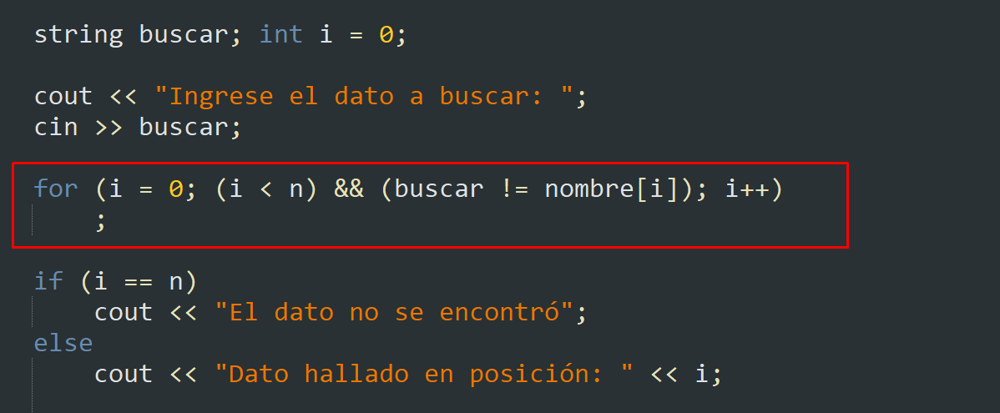 string buscar; int i = 0;
cout << "Ingrese el dato a buscar: ";
cin >> buscar;
for (i = 0; (i < n) && (buscar != nombre[i]); i++)
;
if (i == n)
cout << "El dato no se encontró";
else
cout << "Dato hallado en posición: " << i;